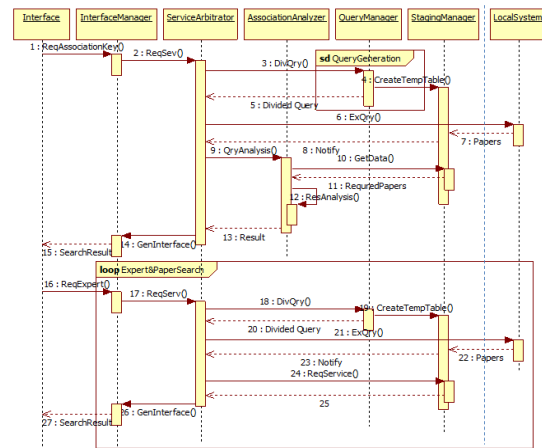 Interface InterfaceManager ServiceArbitrator AssociationAnalyzer QueryManager StagingManager LocalSystem
1 : ReqAssociationKey()
2 : ReqSev()
sd QueryGeneration
3 : DivQry()
4 : CreateTempTable()
5 : Divided Query
6 : ExQry()
7 : Papers
8 : Notify
9 : QryAnalysis()
10 : GetData()
11 : RequredPapers
12 : ResAnalysis()
13 : Result
14 : GenInterface()
15 : SearchResult
loop Expert&PaperSearch
16 : ReqExpert()
17 : ReqServ()
18 : DivQry()
19 : CreateTempTable()
20 : Divided Query
21 : ExQry()
22 : Papers
23 : Notify
24 : ReqService()
25
26 : GenInterface()
27 : SearchResult